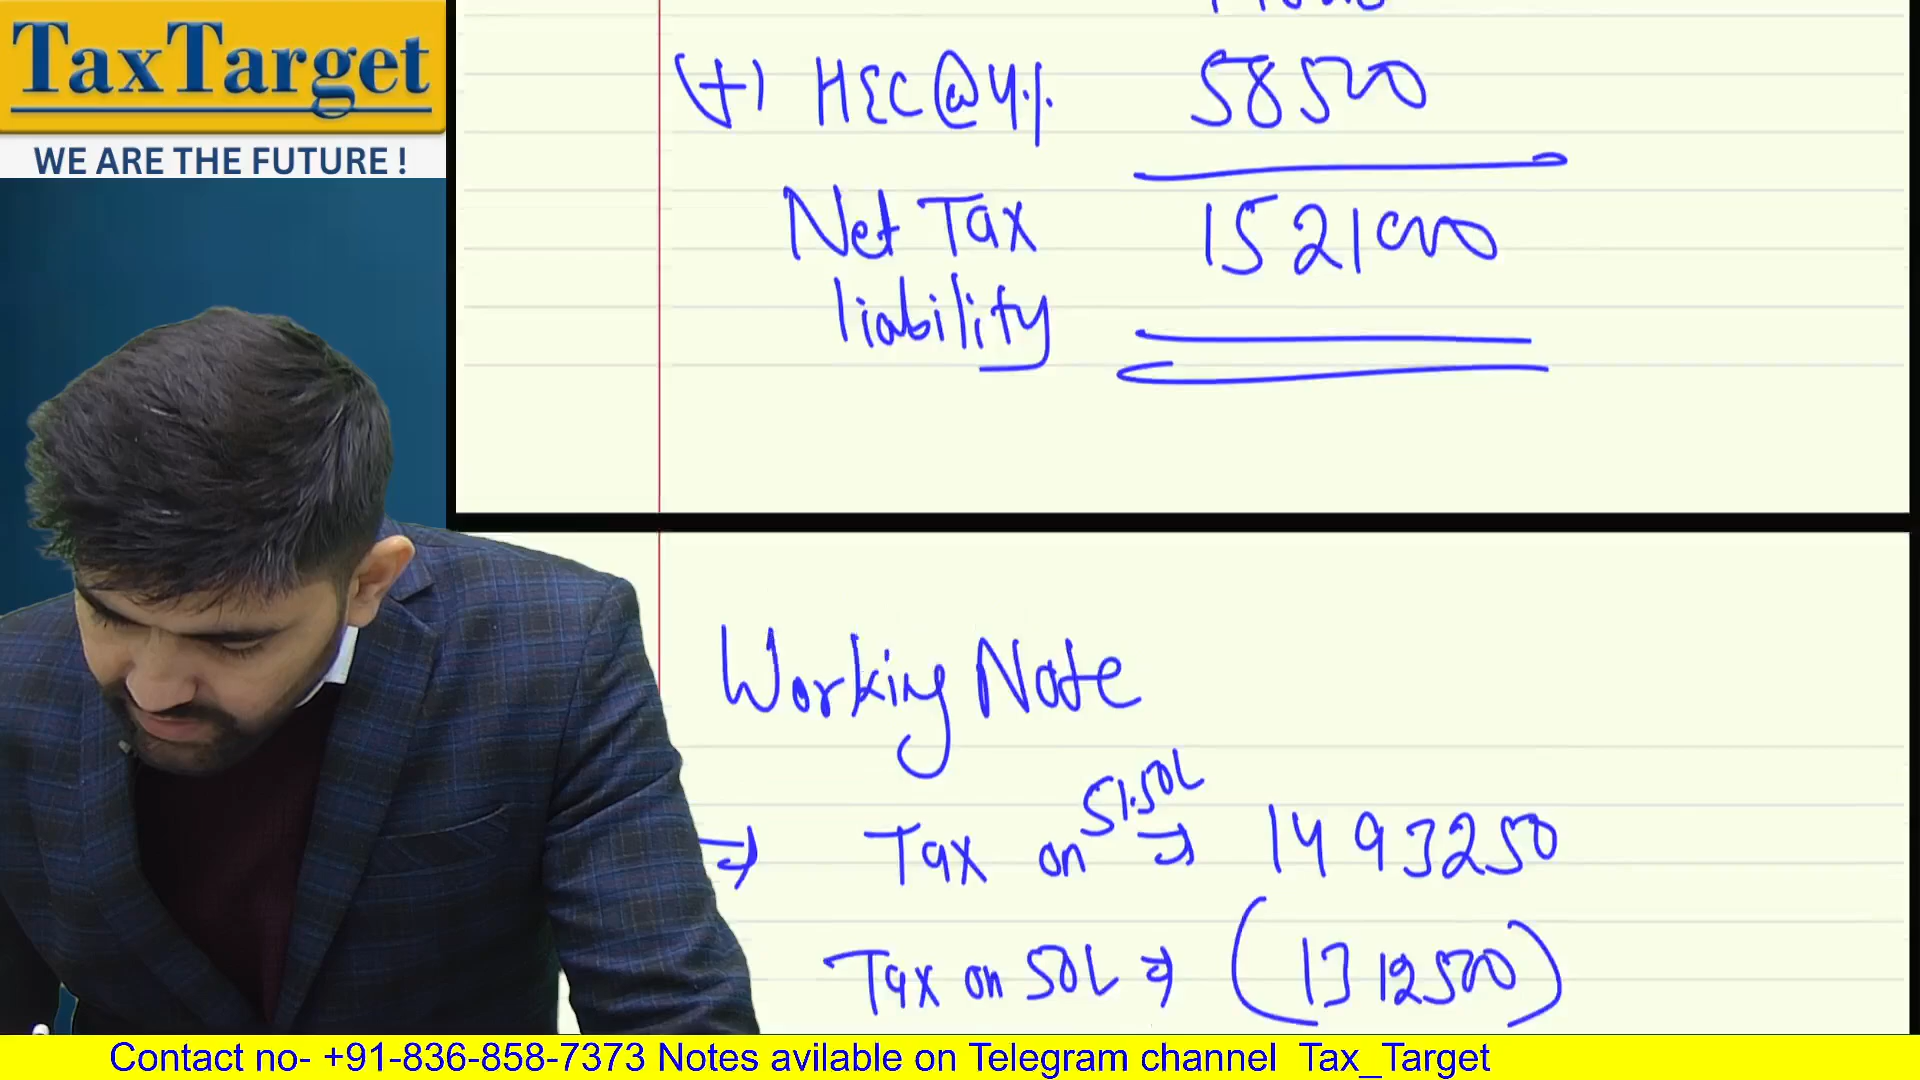 TaxTarget
WE ARE THE FUTURE !
(+) HEC@4% 58500
Net Tax 1521000
liability
Working Note
⇒ Tax on 51.50L ⇒ 1493250
Tax on 50L ⇒ (1312500)
Contact no- +91-836-858-7373 Notes avilable on Telegram channel Tax_Target